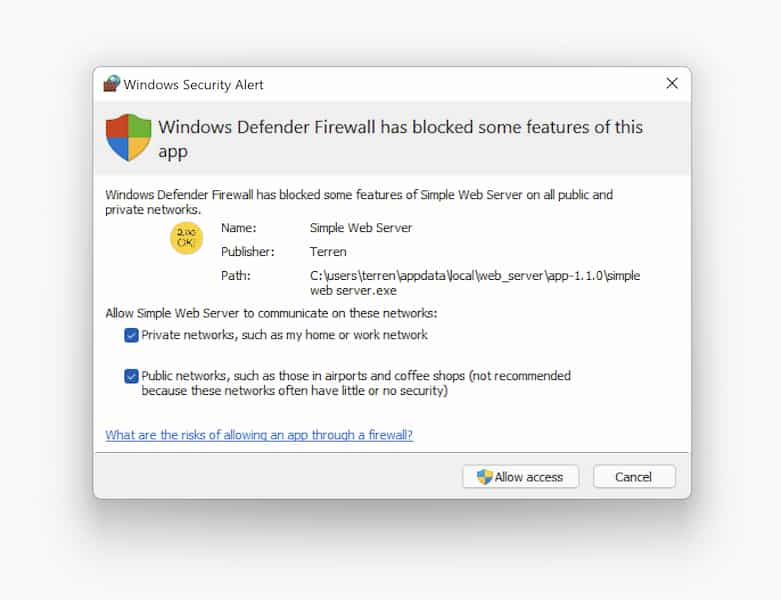 Windows Security Alert
Windows Defender Firewall has blocked some features of this
app
Windows Defender Firewall has blocked some features of Simple Web Server on all public and
private networks.
200
OK!
Name: Simple Web Server
Publisher: Terren
Path: C:\users\terren\appdata\local\web_server\app-1.1.0\simple
web server.exe
Allow Simple Web Server to communicate on these networks:
Private networks, such as my home or work network
Public networks, such as those in airports and coffee shops (not recommended
because these networks often have little or no security)
What are the risks of allowing an app through a firewall?
Allow access Cancel